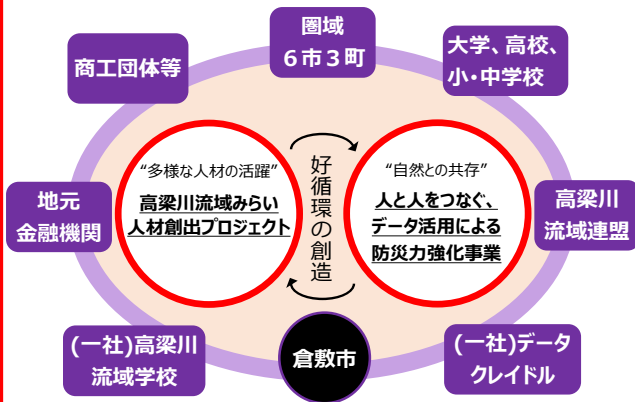 圏域
6市3町
商工団体等
大学、高校、
小・中学校
“多様な人材の活躍”
高梁川流域みらい
人材創出プロジェクト
好循環の創造
“自然との共存”
人と人をつなぐ、
データ活用による
防災力強化事業
地元
金融機関
高梁川
流域連盟
(一社)高梁川
流域学校
倉敷市
(一社)データ
クレイドル